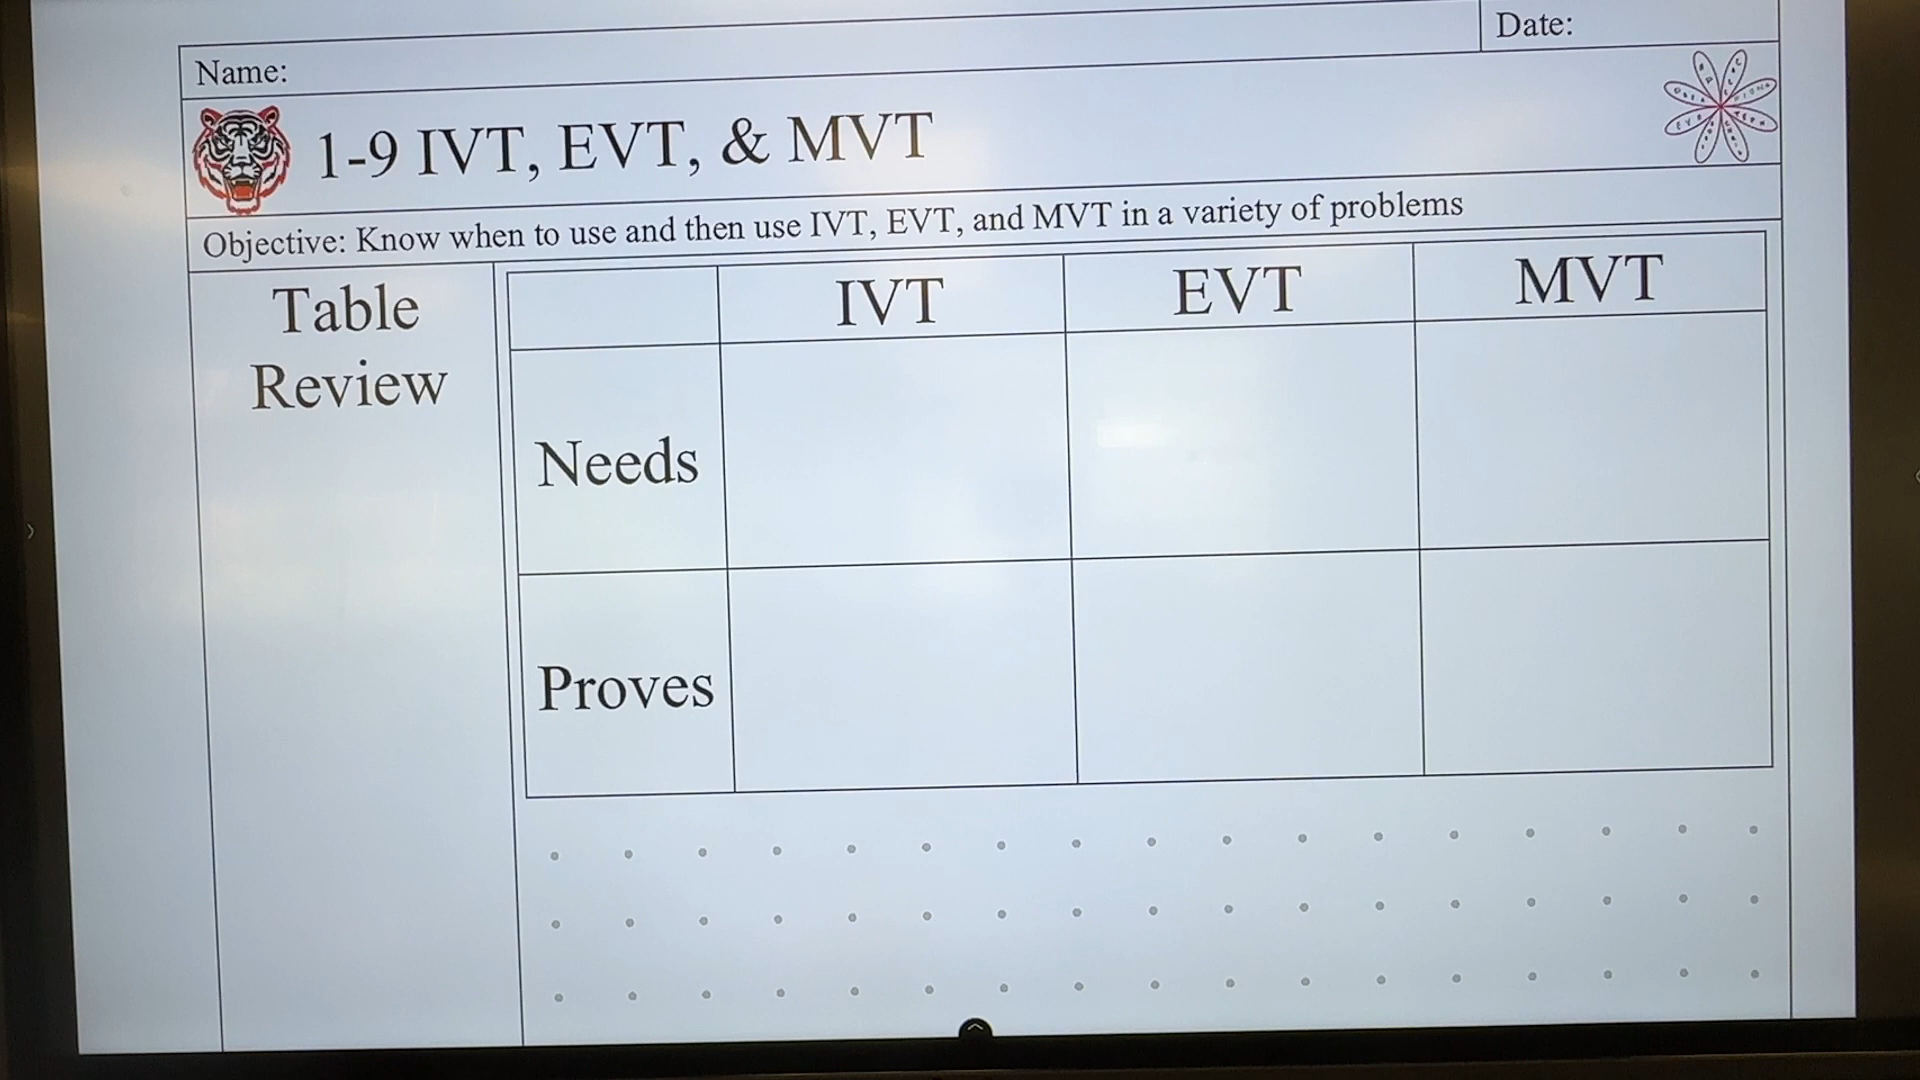 Name:
Date:
1-9 IVT, EVT, & MVT
Objective: Know when to use and then use IVT, EVT, and MVT in a variety of problems
Table
Review
IVT
EVT
MVT
Needs
Proves